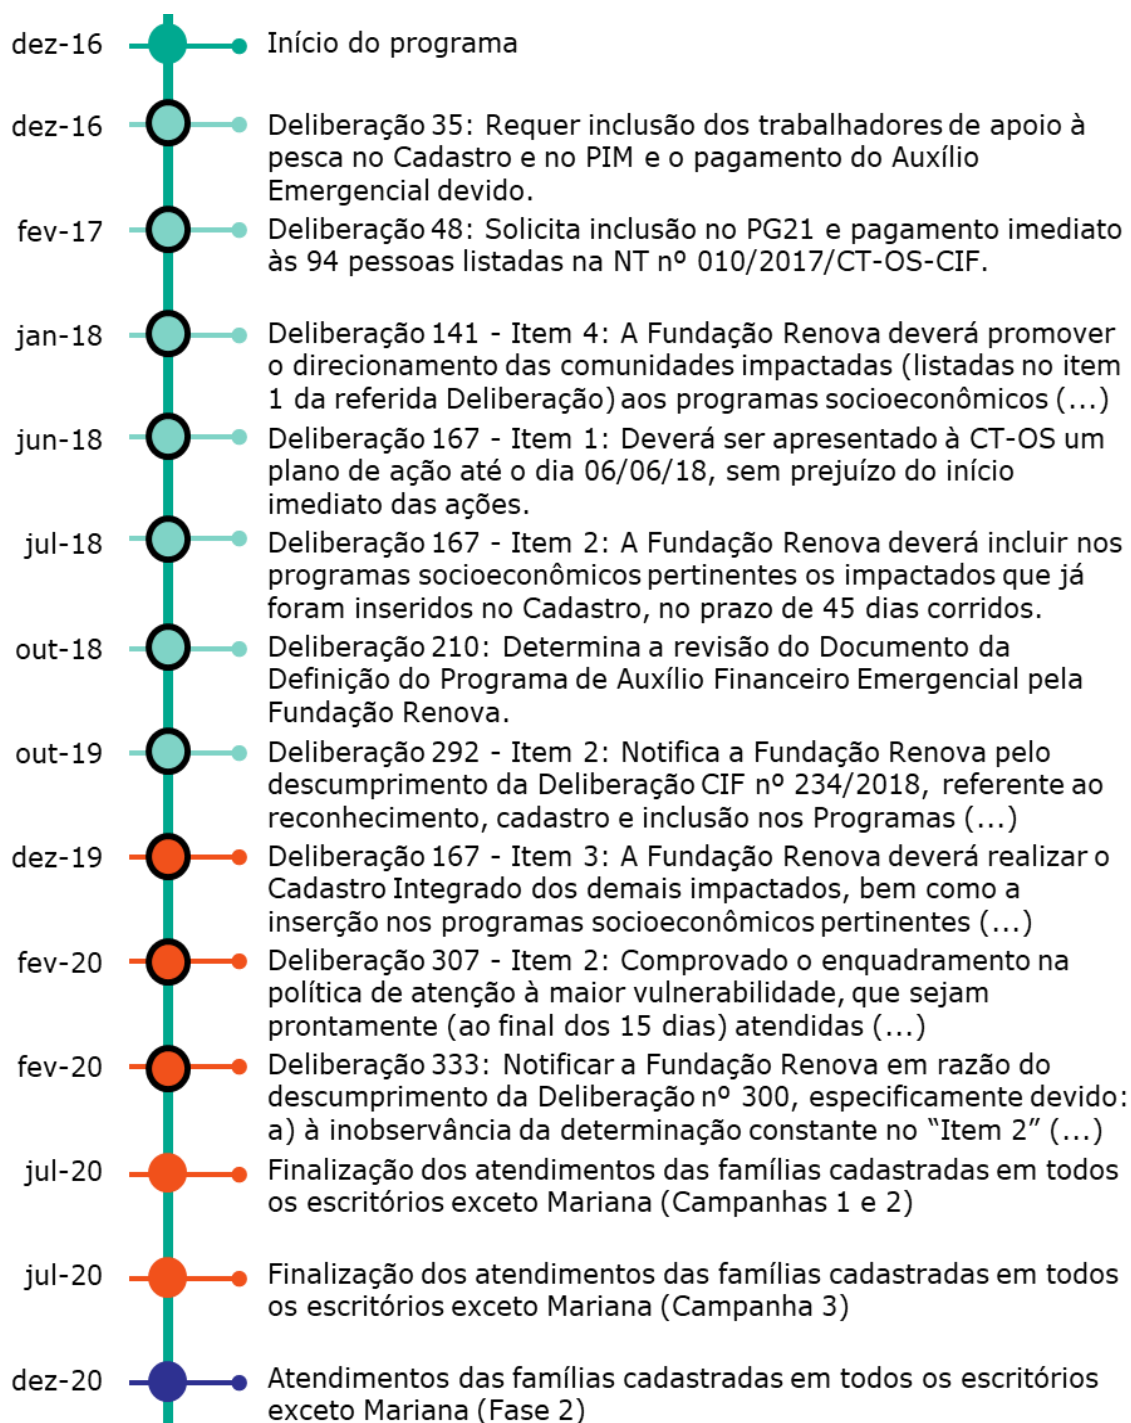 dez-16 Início do programa
dez-16 Deliberação 35: Requer inclusão dos trabalhadores de apoio à
pesca no Cadastro e no PIM e o pagamento do Auxílio
Emergencial devido.
fev-17 Deliberação 48: Solicita inclusão no PG21 e pagamento imediato
às 94 pessoas listadas na NT nº 010/2017/CT-OS-CIF.
jan-18 Deliberação 141 - Item 4: A Fundação Renova deverá promover
o direcionamento das comunidades impactadas (listadas no item
1 da referida Deliberação) aos programas socioeconômicos (...)
jun-18 Deliberação 167 - Item 1: Deverá ser apresentado à CT-OS um
plano de ação até o dia 06/06/18, sem prejuízo do início
imediato das ações.
jul-18 Deliberação 167 - Item 2: A Fundação Renova deverá incluir nos
programas socioeconômicos pertinentes os impactados que já
foram inseridos no Cadastro, no prazo de 45 dias corridos.
out-18 Deliberação 210: Determina a revisão do Documento da
Definição do Programa de Auxílio Financeiro Emergencial pela
Fundação Renova.
out-19 Deliberação 292 - Item 2: Notifica a Fundação Renova pelo
descumprimento da Deliberação CIF nº 234/2018, referente ao
reconhecimento, cadastro e inclusão nos Programas (...)
dez-19 Deliberação 167 - Item 3: A Fundação Renova deverá realizar o
Cadastro Integrado dos demais impactados, bem como a
inserção nos programas socioeconômicos pertinentes (...)
fev-20 Deliberação 307 - Item 2: Comprovado o enquadramento na
política de atenção à maior vulnerabilidade, que sejam
prontamente (ao final dos 15 dias) atendidas (...)
fev-20 Deliberação 333: Notificar a Fundação Renova em razão do
descumprimento da Deliberação nº 300, especificamente devido:
a) à inobservância da determinação constante no “Item 2” (...)
jul-20 Finalização dos atendimentos das famílias cadastradas em todos
os escritórios exceto Mariana (Campanhas 1 e 2)
jul-20 Finalização dos atendimentos das famílias cadastradas em todos
os escritórios exceto Mariana (Campanha 3)
dez-20 Atendimentos das famílias cadastradas em todos os escritórios
exceto Mariana (Fase 2)